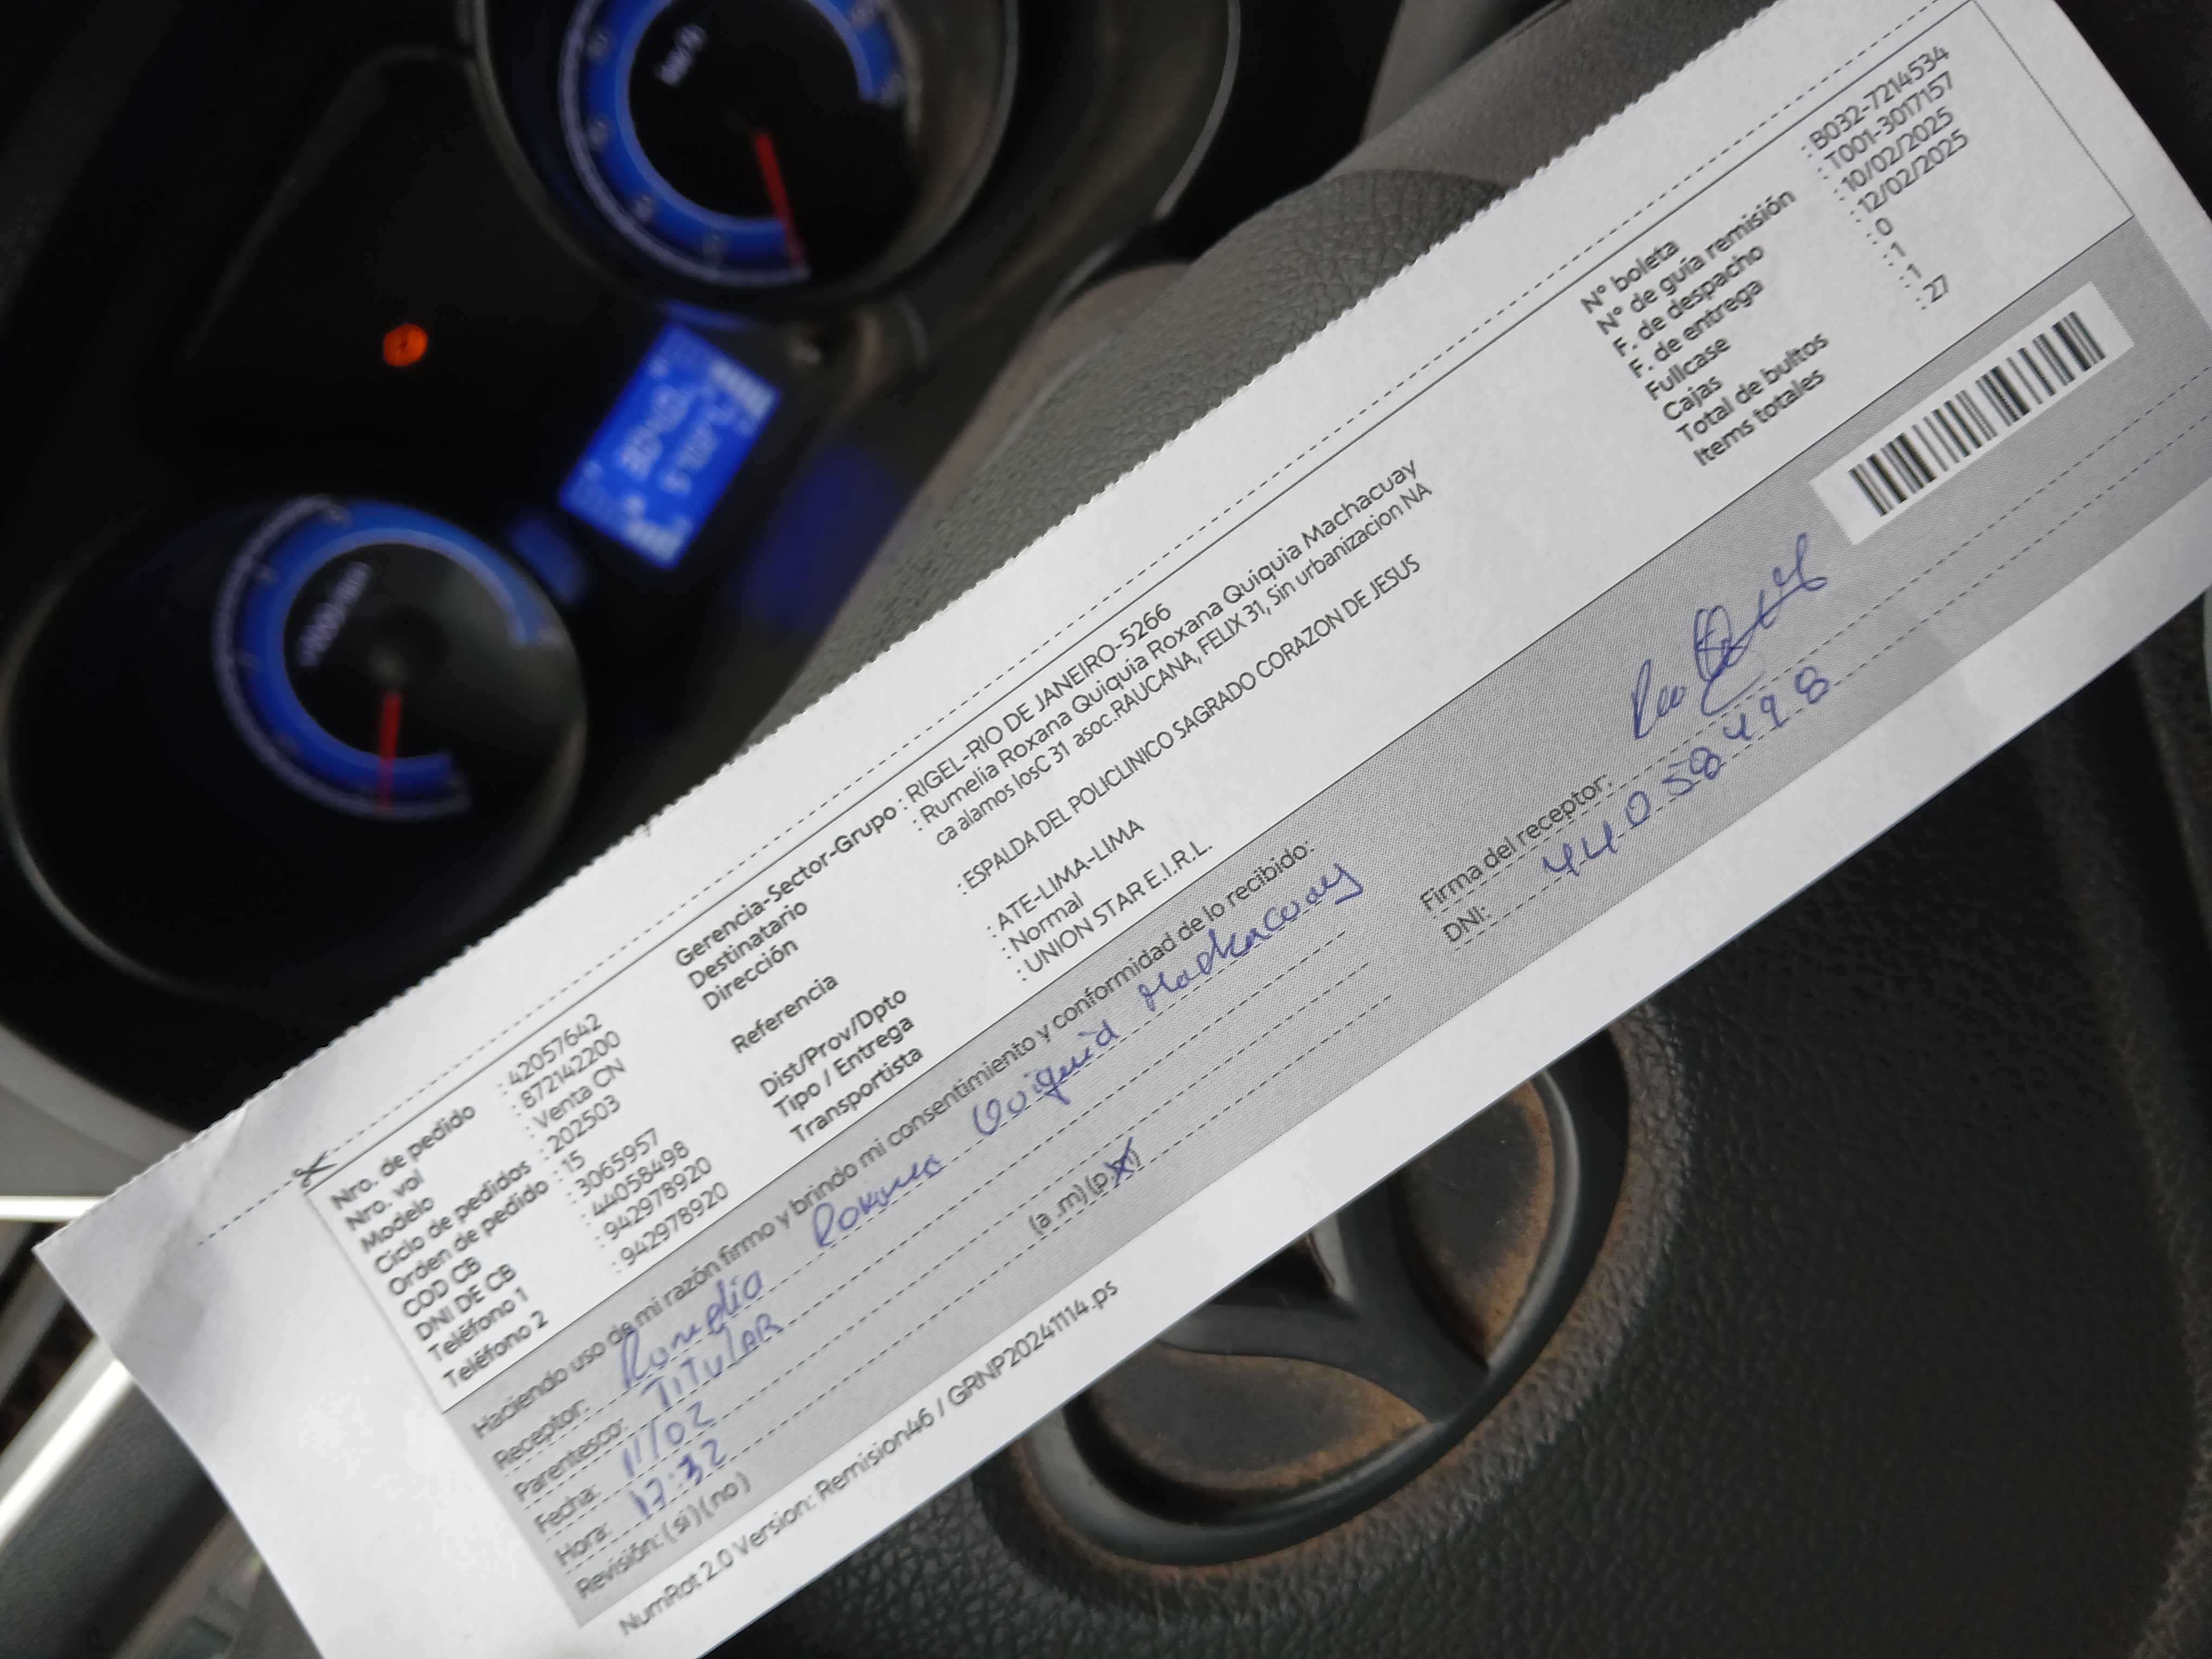 Nro. de pedido : 42057642
Nro. vol : 872142200
Modelo : Venta CN
Ciclo de pedidos : 202503
Orden de pedido : 15
COD CB : 3065957
DNI DE CB : 44058498
Teléfono 1 : 942978920
Teléfono 2 : 942978920
Gerencia-Sector-Grupo : RIGEL-RIO DE JANEIRO-5266
Destinatario : Rumelia Roxana Quiquia Roxana Quiquia Machacuay
Dirección ca alamos losC 31 asoc.RAUCANA, FELIX 31, Sin urbanizacion NA
Referencia : ESPALDA DEL POLICLINICO SAGRADO CORAZON DE JESUS
Dist/Prov/Dpto : ATE-LIMA-LIMA
Tipo / Entrega : Normal
Transportista : UNION STAR E.I.R.L.
N° boleta : B032-7214534
N° de guía remisión : T001-3017157
F. de despacho : 10/02/2025
F. de entrega : 12/02/2025
Fullcase : 0
Cajas : 1
Total de bultos : 1
Items totales : 27
Haciendo uso de mi razón firmo y brindo mi consentimiento y conformidad de lo recibido:
Receptor: Rumelia Roxana Quiquia Machacuay
Parentesco: TITULAR
Fecha: 11/02
Hora: (a .m) (p.m)
Revisión: (si) (no)
Firma del receptor:
DNI: 44058498
NumRot 2.0 Version: Remision46 / GRNP20241114.ps